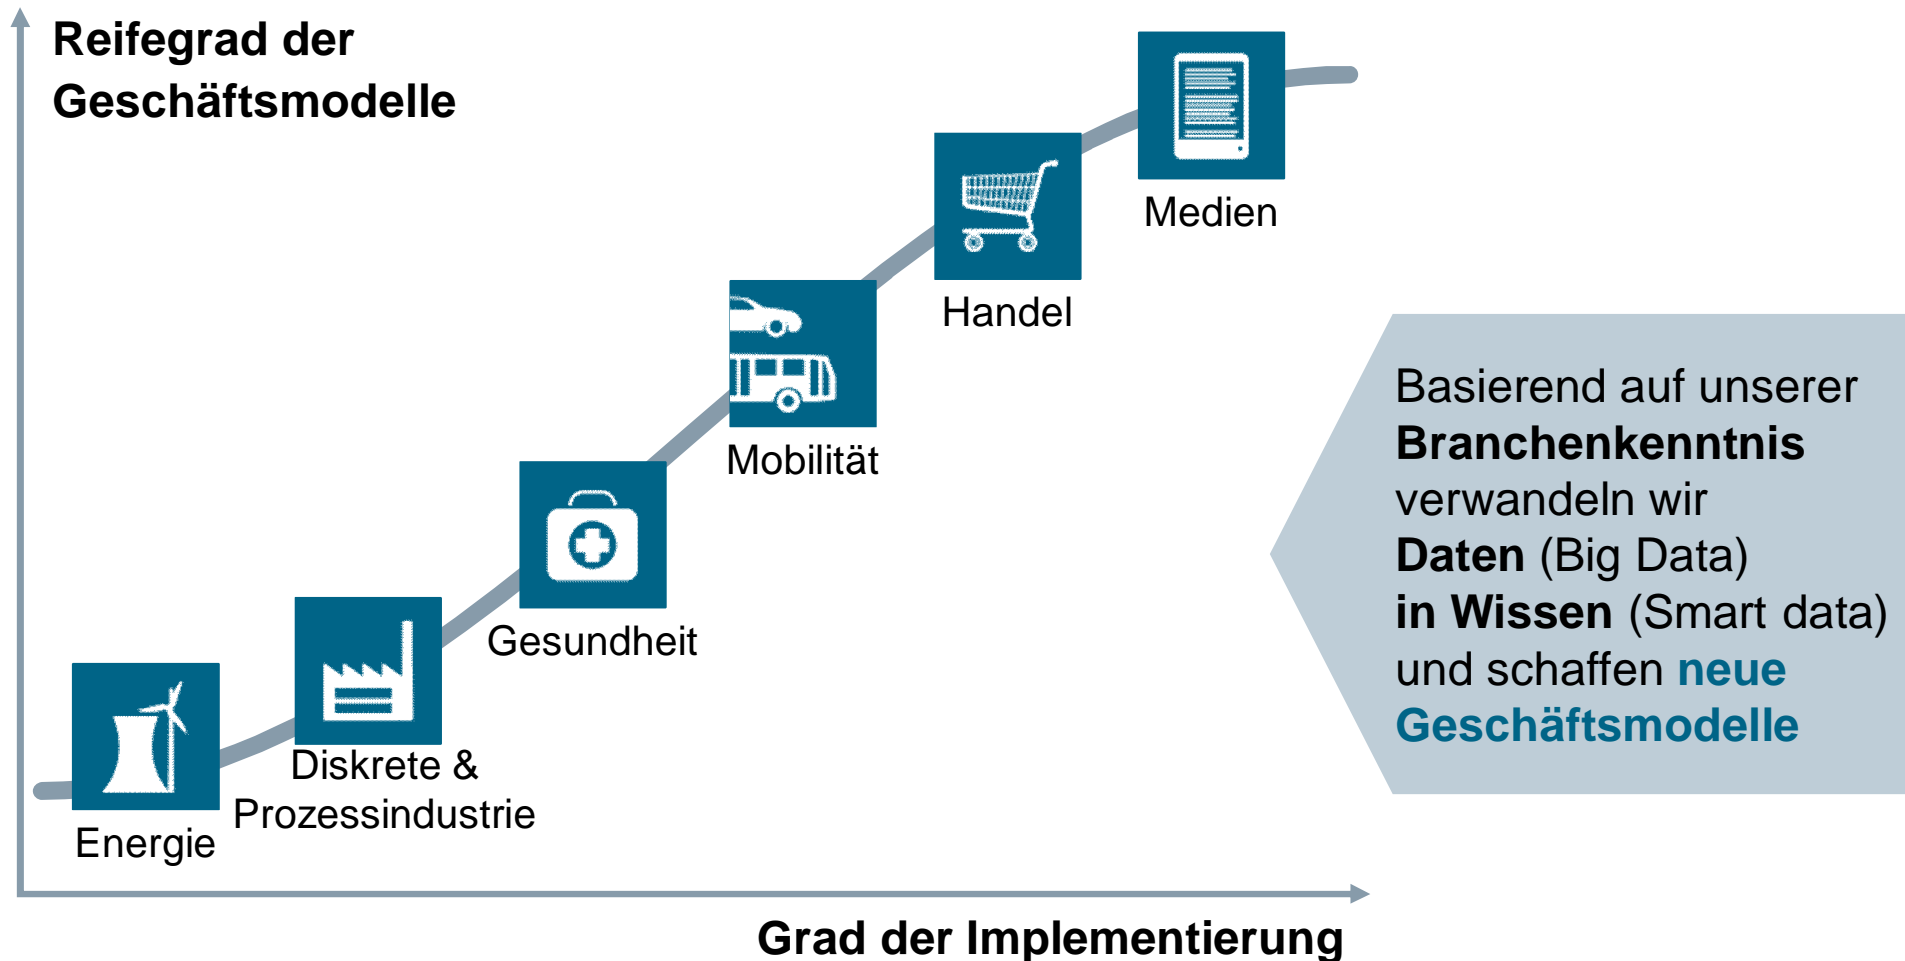 Reifegrad der
Geschäftsmodelle
Medien
Handel
Mobilität
Gesundheit
Diskrete &
Prozessindustrie
Energie
Grad der Implementierung
Basierend auf unserer
Branchenkenntnis
verwandeln wir
Daten (Big Data)
in Wissen (Smart data)
und schaffen neue
Geschäftsmodelle